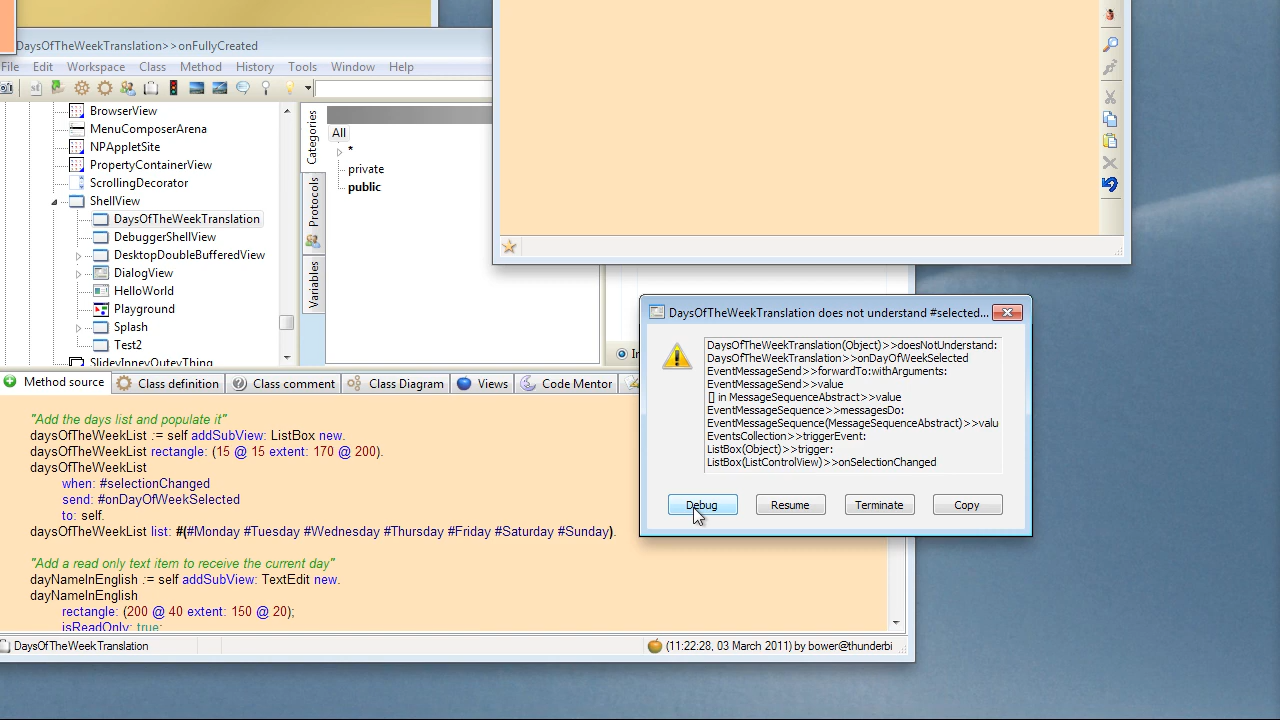 DaysOfTheWeekTranslation>>onFullyCreated
File Edit Workspace Class Method History Tools Window Help
BrowserView
MenuComposerArena
NPAppletSite
PropertyContainerView
ScrollingDecorator
ShellView
DaysOfTheWeekTranslation
DebuggerShellView
DesktopDoubleBufferedView
DialogView
HelloWorld
Playground
Splash
Test2
SlideyInneyOuteyThing
Categories
Protocols
Variables
All
*
private
public
Method source Class definition Class comment Class Diagram Views Code Mentor
"Add the days list and populate it"
daysOfTheWeekList := self addSubView: ListBox new.
daysOfTheWeekList rectangle: (15 @ 15 extent: 170 @ 200).
daysOfTheWeekList
when: #selectionChanged
send: #onDayOfWeekSelected
to: self.
daysOfTheWeekList list: #(#Monday #Tuesday #Wednesday #Thursday #Friday #Saturday #Sunday).
"Add a read only text item to receive the current day"
dayNameInEnglish := self addSubView: TextEdit new.
dayNameInEnglish
rectangle: (200 @ 40 extent: 150 @ 20);
isReadOnly: true;
DaysOfTheWeekTranslation
(11:22:28, 03 March 2011) by bower@thunderbi
DaysOfTheWeekTranslation does not understand #selected...
DaysOfTheWeekTranslation(Object)>>doesNotUnderstand:
DaysOfTheWeekTranslation>>onDayOfWeekSelected
EventMessageSend>>forwardTo:withArguments:
EventMessageSend>>value
[] in MessageSequenceAbstract>>value
EventMessageSequence>>messagesDo:
EventMessageSequence(MessageSequenceAbstract)>>valu
EventsCollection>>triggerEvent:
ListBox(Object)>>trigger:
ListBox(ListControlView)>>onSelectionChanged
Debug Resume Terminate Copy